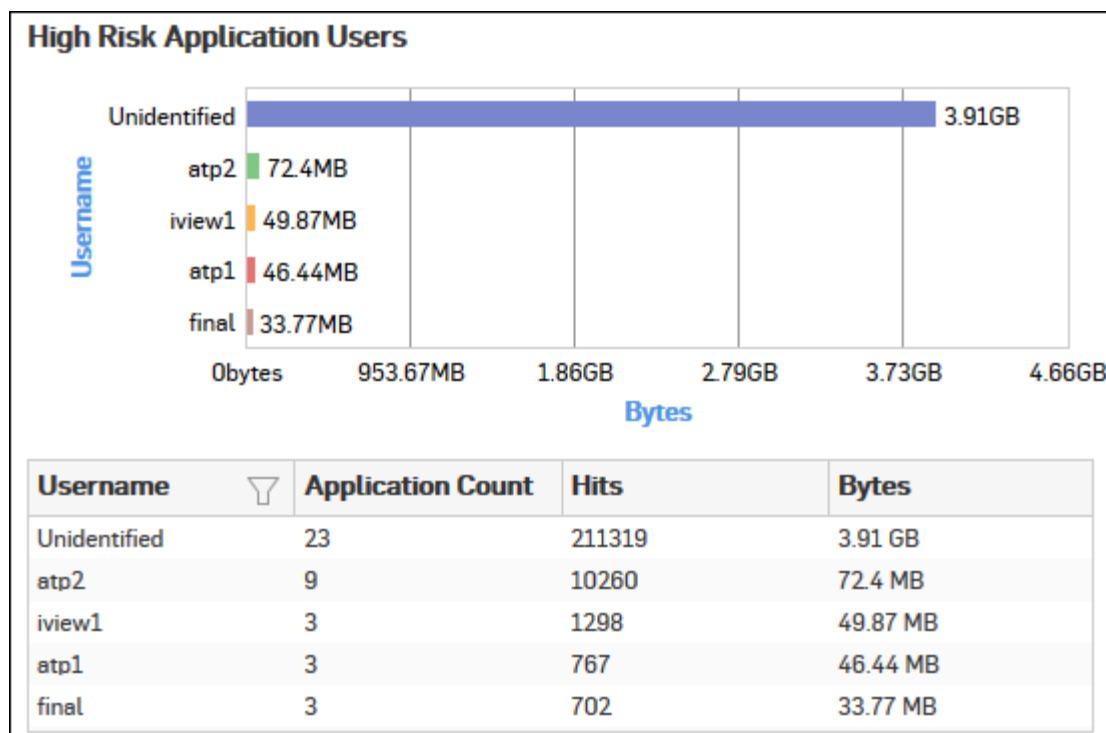 High Risk Application Users
Username
Unidentified 3.91GB
atp2 72.4MB
iview1 49.87MB
atp1 46.44MB
final 33.77MB
0bytes 953.67MB 1.86GB 2.79GB 3.73GB 4.66GB
Bytes
Username Application Count Hits Bytes
Unidentified 23 211319 3.91 GB
atp2 9 10260 72.4 MB
iview1 3 1298 49.87 MB
atp1 3 767 46.44 MB
final 3 702 33.77 MB